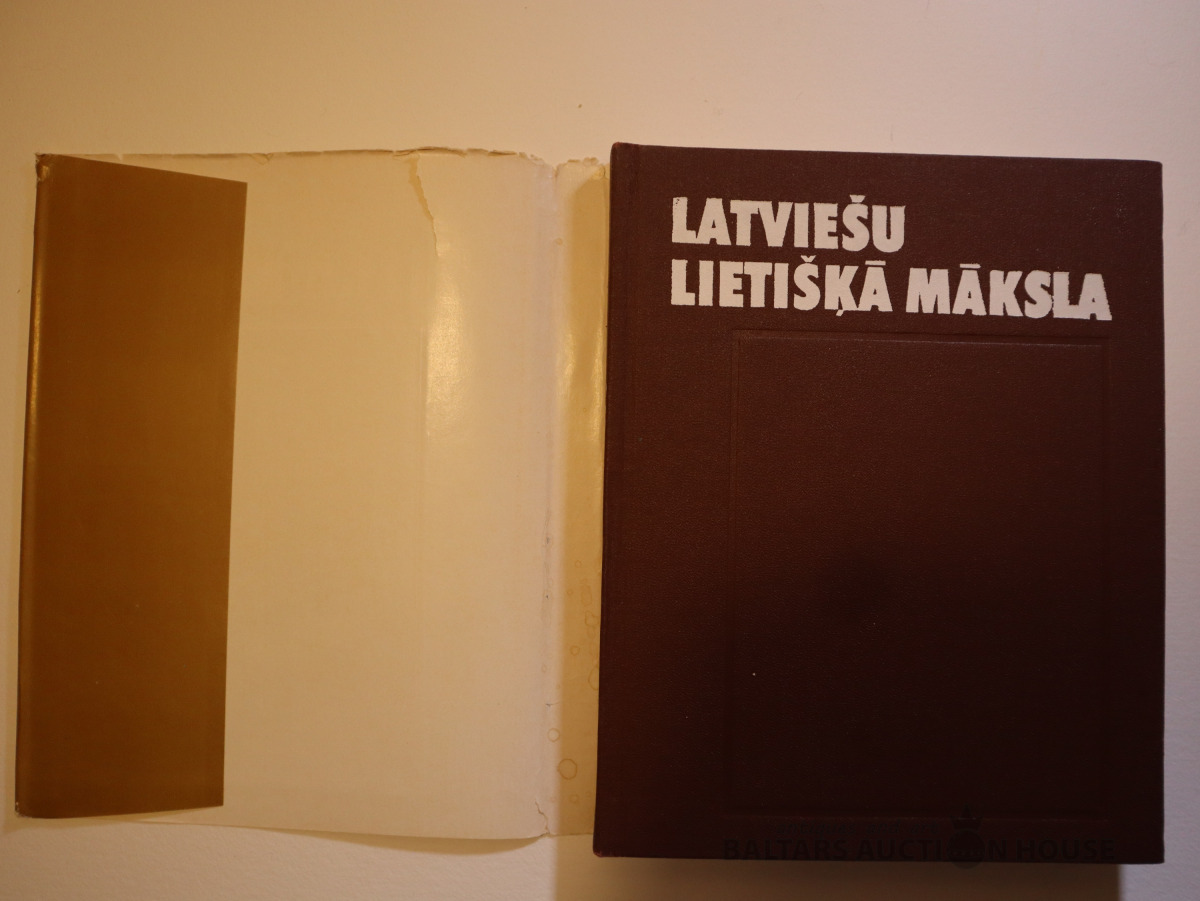 LATVIEŠU
LIETIŠĶĀ MĀKSLA
BALTARS AUCTION HOUSE